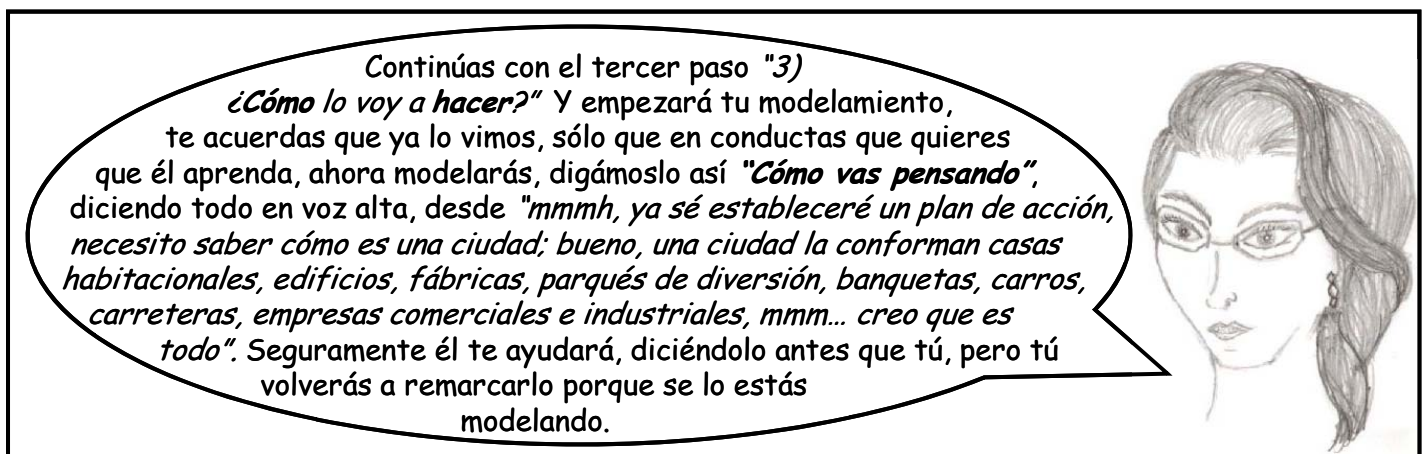 Continúas con el tercer paso "3)
¿Cómo lo voy a hacer?" Y empezará tu modelamiento,
te acuerdas que ya lo vimos, sólo que en conductas que quieres
que él aprenda, ahora modelarás, digámoslo así "Cómo vas pensando",
diciendo todo en voz alta, desde "mmmh, ya sé estableceré un plan de acción,
necesito saber cómo es una ciudad; bueno, una ciudad la conforman casas
habitacionales, edificios, fábricas, parqués de diversión, banquetas, carros,
carreteras, empresas comerciales e industriales, mmm... creo que es
todo". Seguramente él te ayudará, diciéndolo antes que tú, pero tú
volverás a remarcarlo porque se lo estás
modelando.